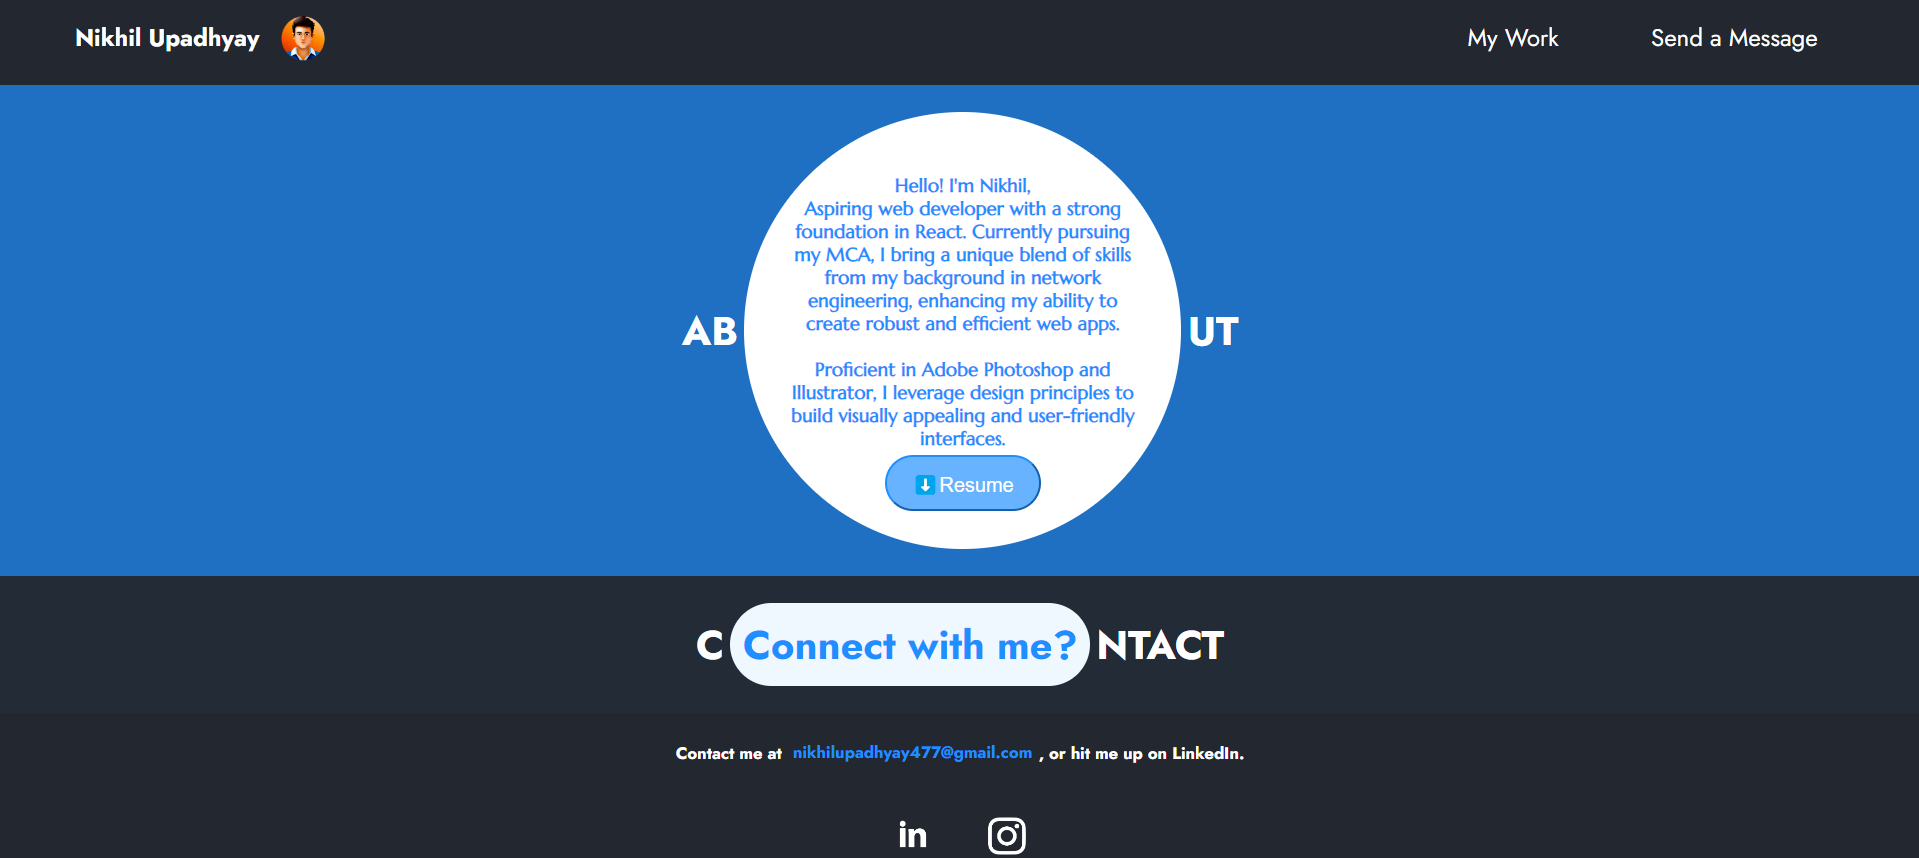 Nikhil Upadhyay
My Work
Send a Message
Hello! I'm Nikhil,
Aspiring web developer with a strong
foundation in React. Currently pursuing
my MCA, I bring a unique blend of skills
from my background in network
engineering, enhancing my ability to
create robust and efficient web apps.
Proficient in Adobe Photoshop and
Illustrator, I leverage design principles to
build visually appealing and user-friendly
interfaces.
AB UT
Resume
C Connect with me? NTACT
Contact me at nikhilupadhyay477@gmail.com , or hit me up on LinkedIn.
in